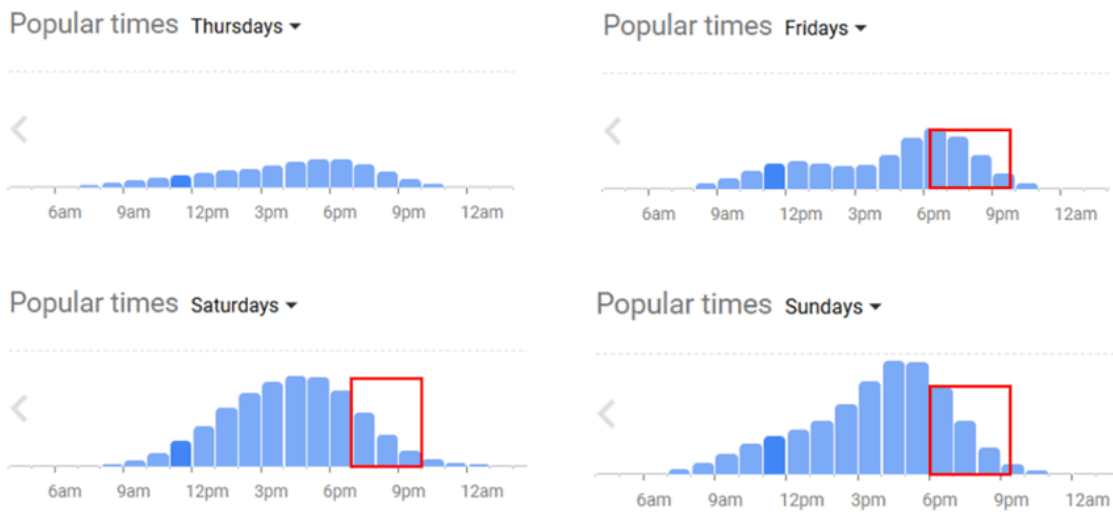 Popular times Thursdays
6am 9am 12pm 3pm 6pm 9pm 12am
Popular times Fridays
6am 9am 12pm 3pm 6pm 9pm 12am
Popular times Saturdays
6am 9am 12pm 3pm 6pm 9pm 12am
Popular times Sundays
6am 9am 12pm 3pm 6pm 9pm 12am